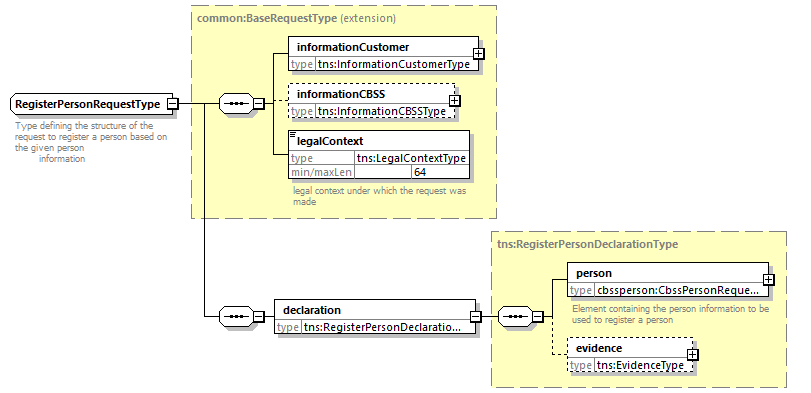 common:BaseRequestType (extension)
informationCustomer
type tns:InformationCustomerType
informationCBSS
type tns:InformationCBSSType
legalContext
type tns:LegalContextType
min/maxLen 64
legal context under which the request was
made
RegisterPersonRequestType
Type defining the structure of the
request to register a person based on
the given person
information
declaration
type tns:RegisterPersonDeclaratio...
tns:RegisterPersonDeclarationType
person
type cbssperson:CbssPersonReque...
Element containing the person information to be
used to register a person
evidence
type tns:EvidenceType